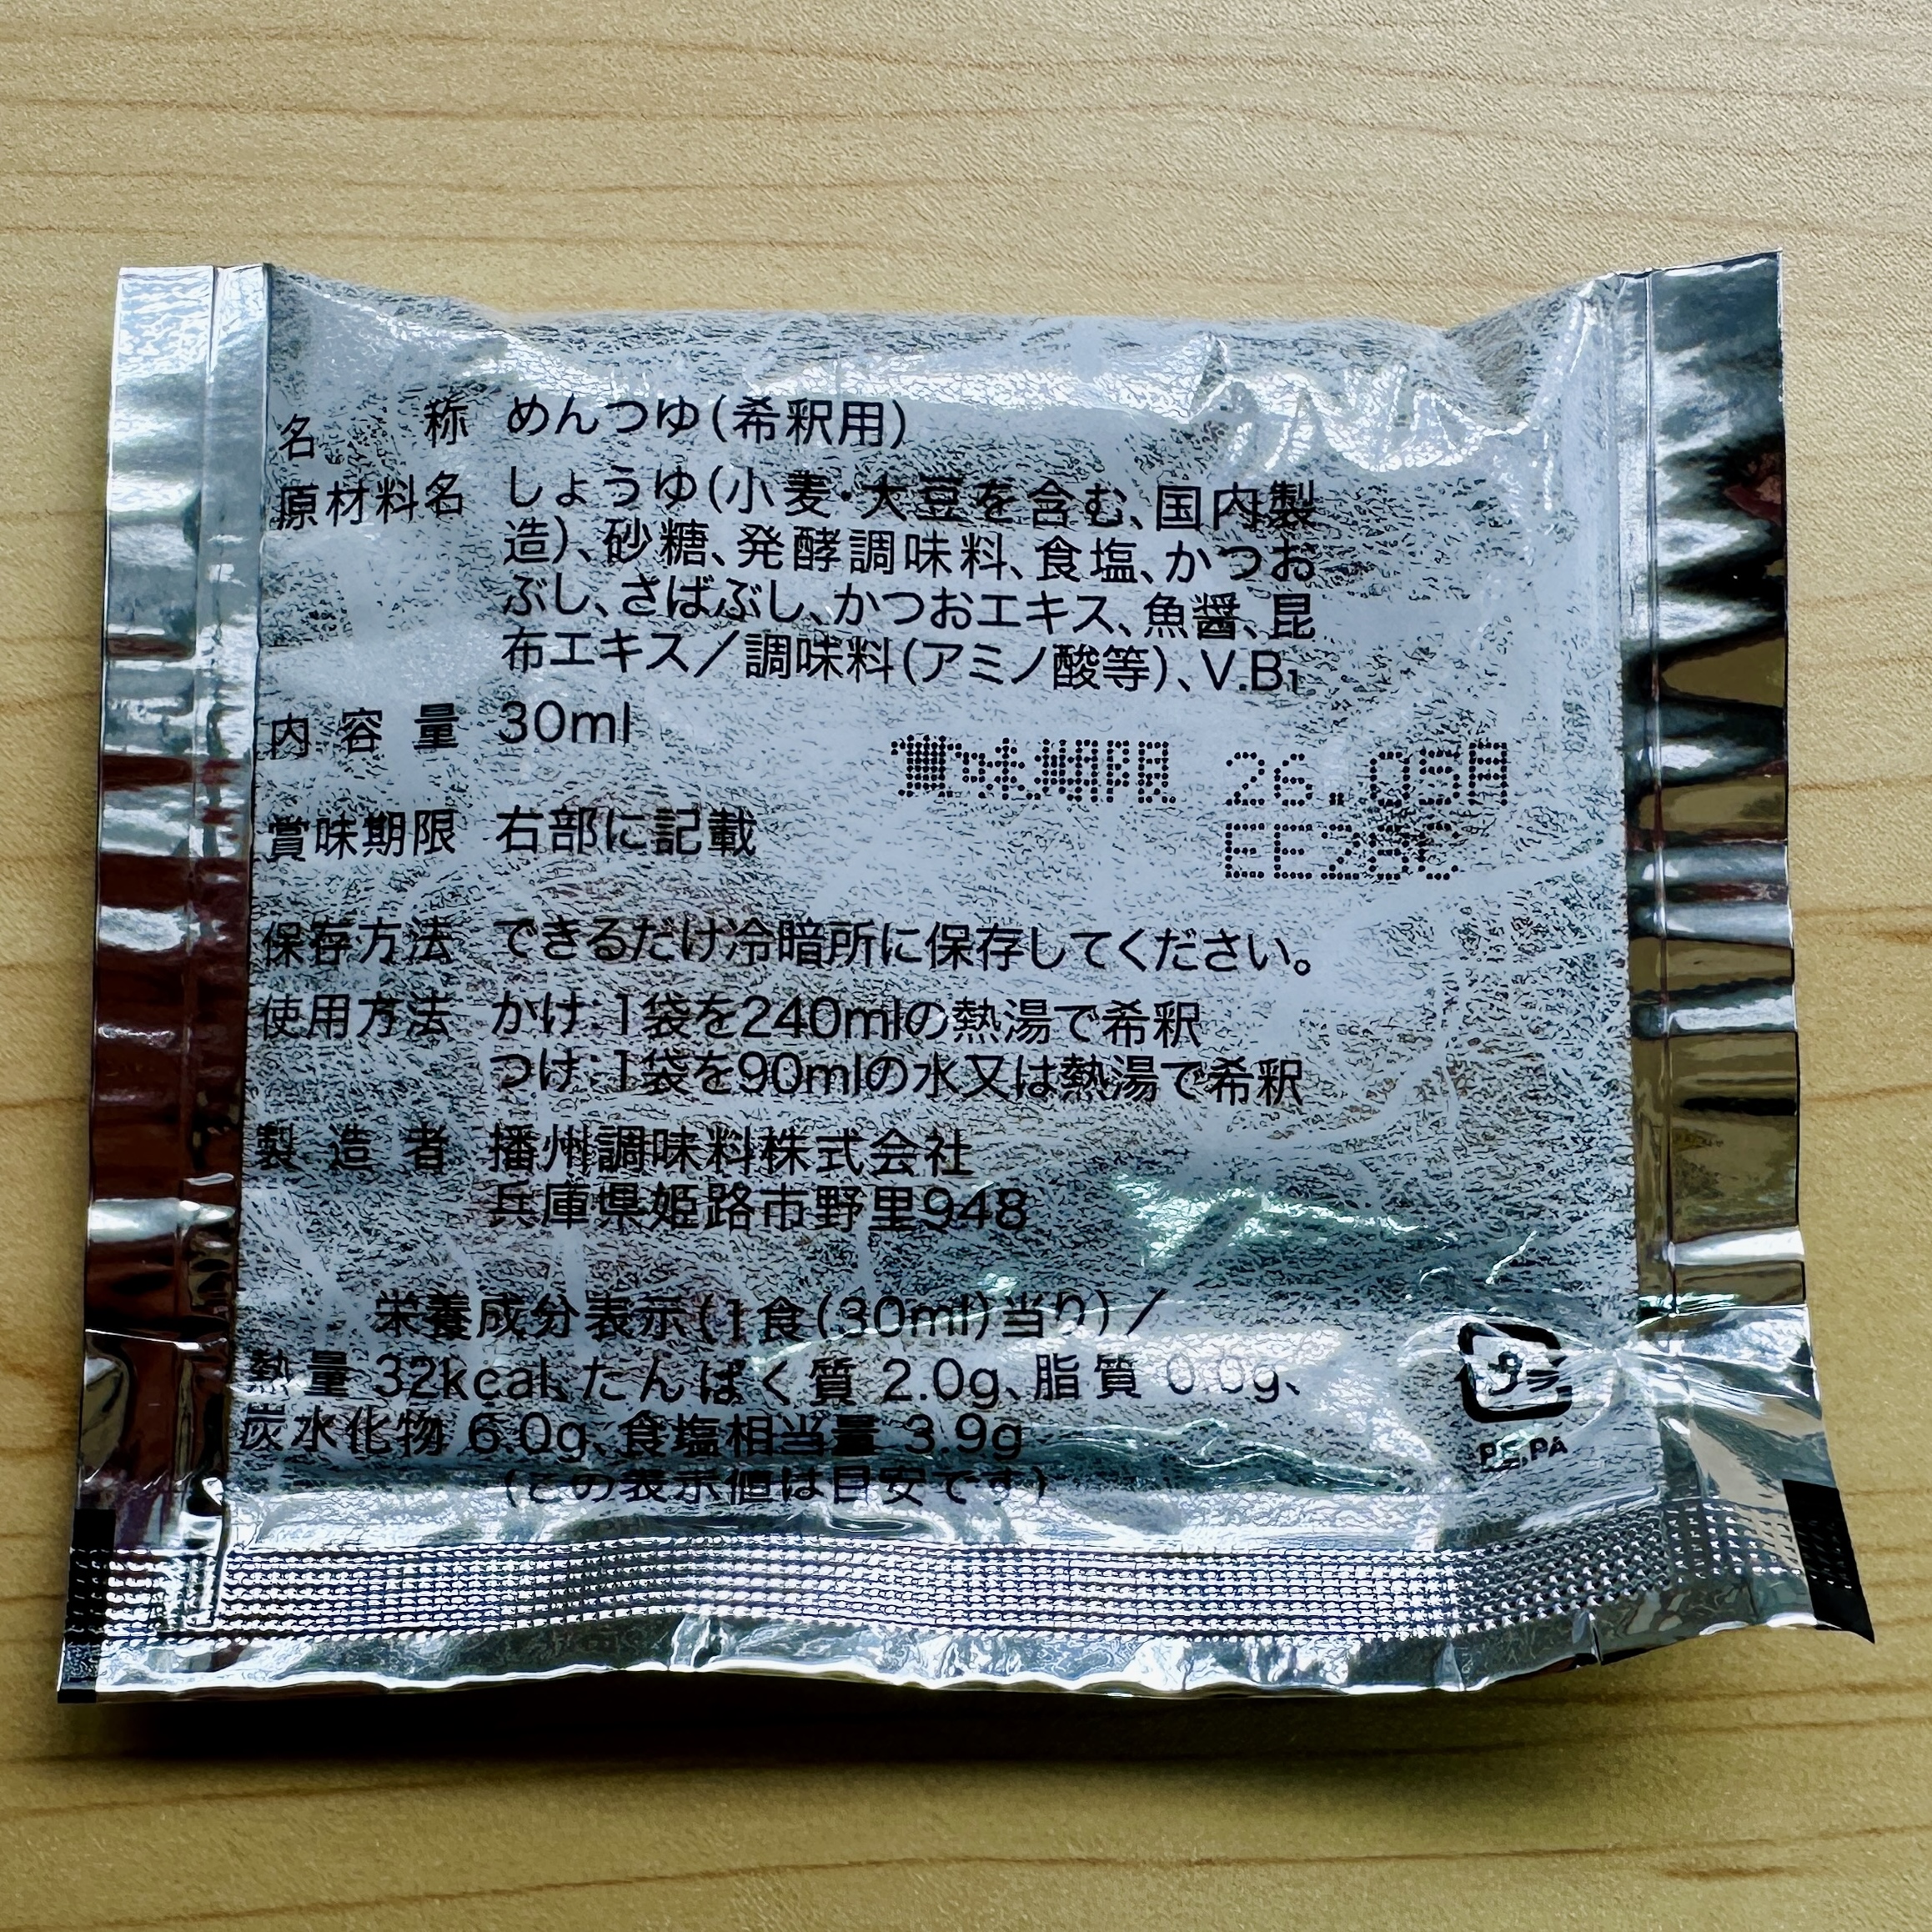 名称 めんつゆ(希釈用)
原材料名 しょうゆ(小麦・大豆を含む、国内製
造)、砂糖、発酵調味料、食塩、かつお
ぶし、さばぶし、かつおエキス、魚醤、昆
布エキス／調味料(アミノ酸等)、V.B₁
内容量 30ml
賞味期限 26.05月
EE2BC
賞味期限 右部に記載
保存方法 できるだけ冷暗所に保存してください。
使用方法 かけ:1袋を240mlの熱湯で希釈
つけ:1袋を90mlの水又は熱湯で希釈
製造者 播州調味料株式会社
兵庫県姫路市野里948
栄養成分表示(1食(30ml)当り)／
熱量 32kcal、たんぱく質 2.0g、脂質 0.0g、
炭水化物 6.0g、食塩相当量 3.9g
(この表示値は目安です)
プラ
PE,PA